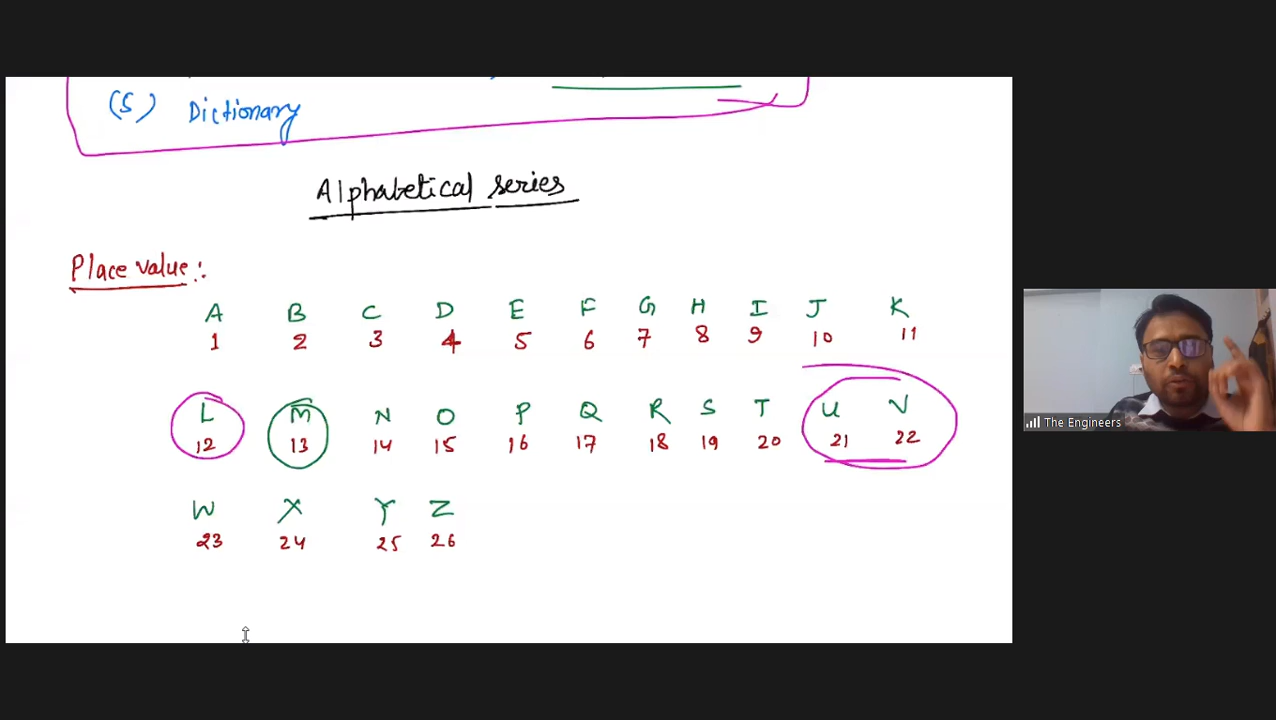 (5) Dictionary
Alphabetical series
Place value :
A B C D E F G H I J K
1 2 3 4 5 6 7 8 9 10 11
L M N O P Q R S T U V
12 13 14 15 16 17 18 19 20 21 22
W X Y Z
23 24 25 26
The Engineers